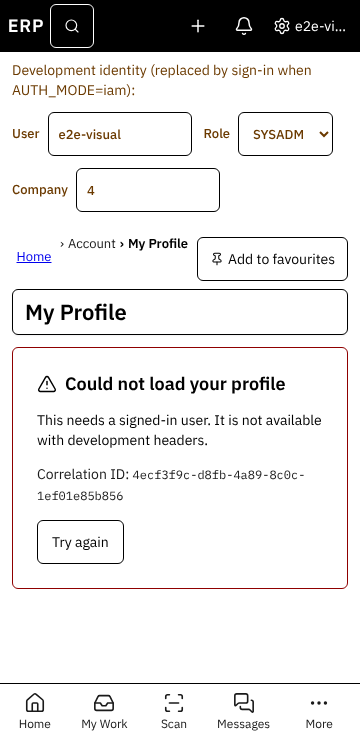 ERP e2e-vi...
Development identity (replaced by sign-in when
AUTH_MODE=iam):
User e2e-visual Role SYSADM
Company 4
Home › Account › My Profile Add to favourites
My Profile
Could not load your profile
This needs a signed-in user. It is not available
with development headers.
Correlation ID: 4ecf3f9c-d8fb-4a89-8c0c-
1ef01e85b856
Try again
Home My Work Scan Messages More